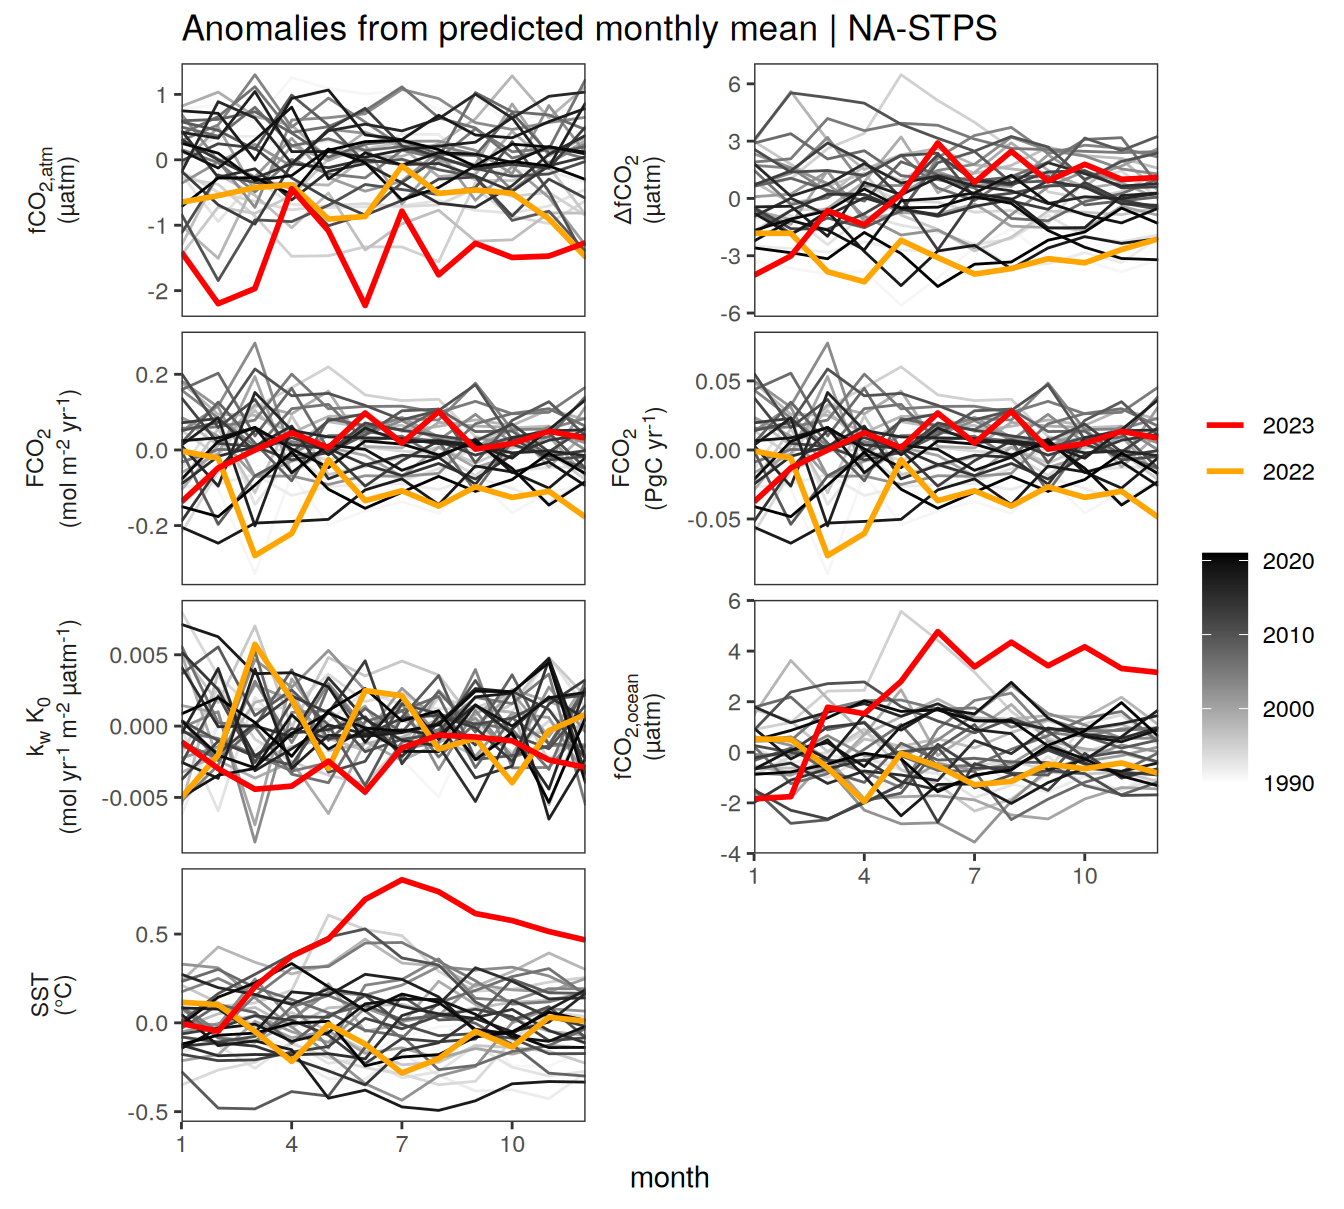 Anomalies from predicted monthly mean | NA-STPS
fCO2,atm
(µatm)
1
0
-1
-2
ΔfCO2
(µatm)
6
3
0
-3
-6
FCO2
(mol m-2 yr-1)
0.2
0.0
-0.2
FCO2
(PgC yr-1)
0.05
0.00
-0.05
kw K0
(mol yr-1 m-2 µatm-1)
0.005
0.000
-0.005
fCO2,ocean
(µatm)
6
4
2
0
-2
-4
1 4 7 10
SST
(°C)
0.5
0.0
-0.5
1 4 7 10
month
2023
2022
2020
2010
2000
1990